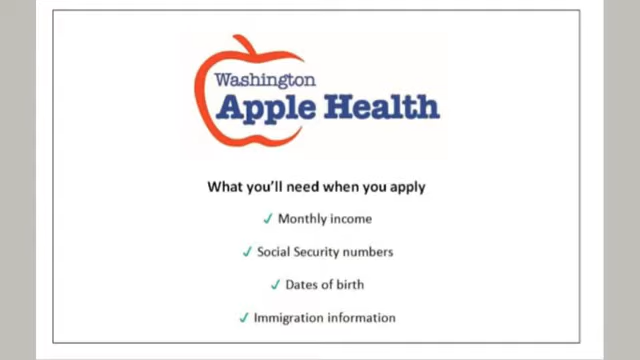 Washington
Apple Health
What you'll need when you apply
✓ Monthly income
✓ Social Security numbers
✓ Dates of birth
✓ Immigration information